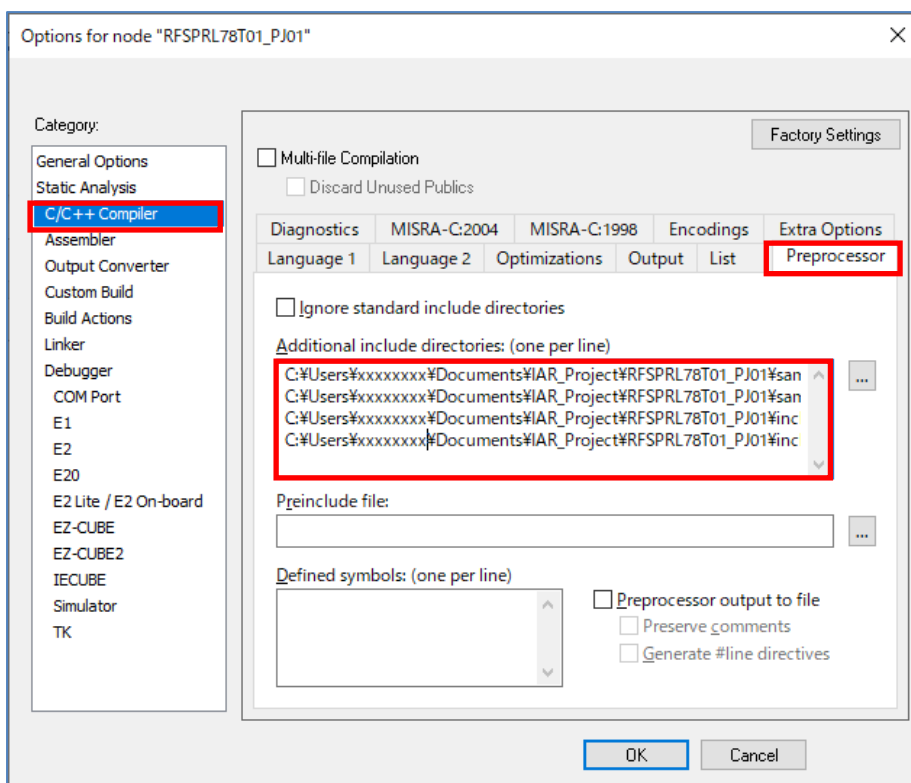 Options for node "RFSPRL78T01_PJ01"
Category:
General Options
Static Analysis
C/C++ Compiler
Assembler
Output Converter
Custom Build
Build Actions
Linker
Debugger
COM Port
E1
E2
E20
E2 Lite / E2 On-board
EZ-CUBE
EZ-CUBE2
IECUBE
Simulator
TK
Factory Settings
Multi-file Compilation
Discard Unused Publics
Diagnostics MISRA-C:2004 MISRA-C:1998 Encodings Extra Options
Language 1 Language 2 Optimizations Output List Preprocessor
Ignore standard include directories
Additional include directories: (one per line)
C:¥Users¥xxxxxxxx¥Documents¥IAR_Project¥RFSPRL78T01_PJ01¥san
C:¥Users¥xxxxxxxx¥Documents¥IAR_Project¥RFSPRL78T01_PJ01¥san
C:¥Users¥xxxxxxxx¥Documents¥IAR_Project¥RFSPRL78T01_PJ01¥inc
C:¥Users¥xxxxxxxx¥Documents¥IAR_Project¥RFSPRL78T01_PJ01¥inc
...
Preinclude file:
...
Defined symbols: (one per line)
Preprocessor output to file
Preserve comments
Generate #line directives
OK Cancel